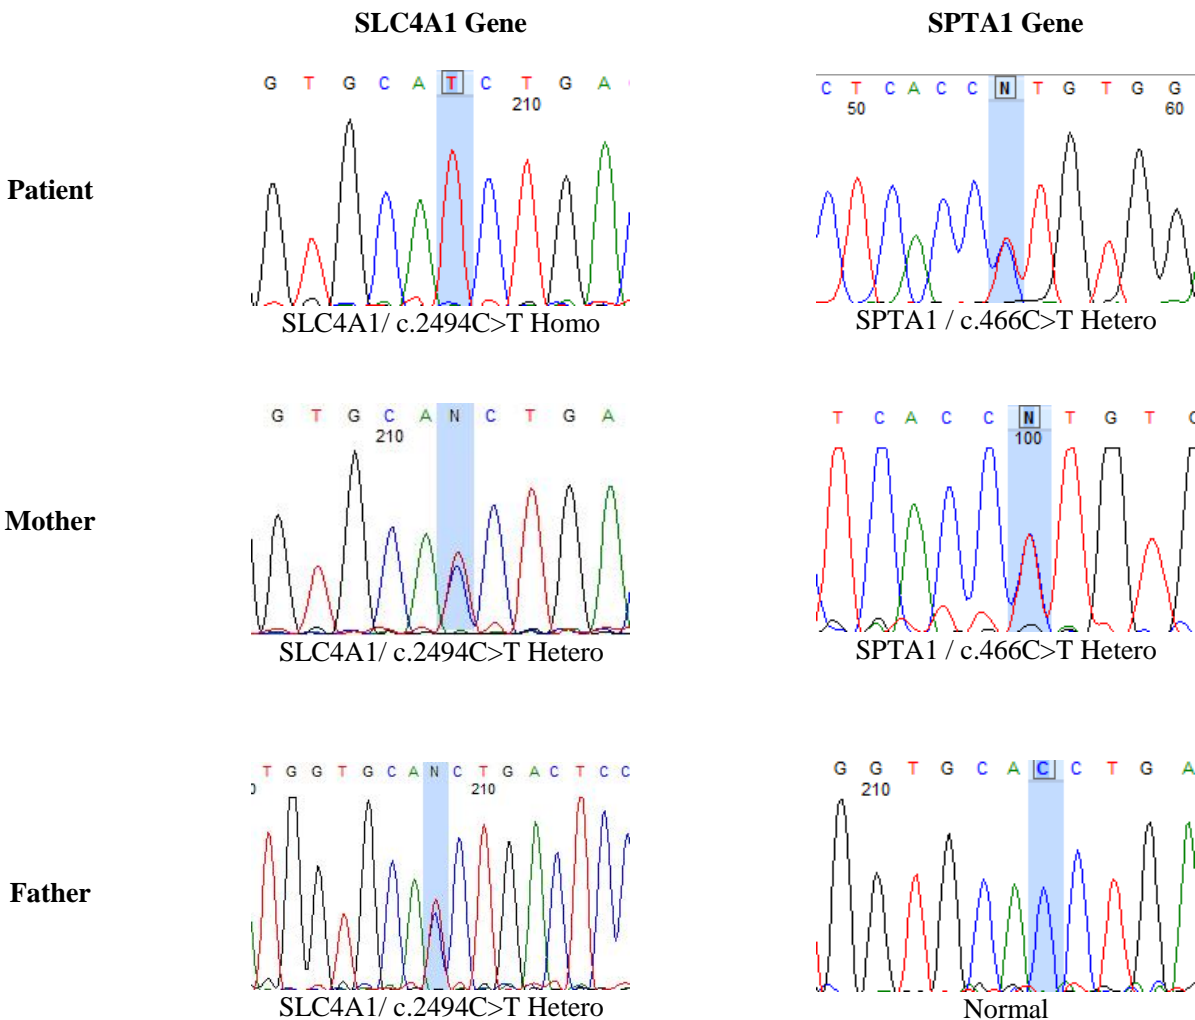 SLC4A1 Gene SPTA1 Gene
G T G C A T C T G A
210
C T C A C C N T G T G G
50 60
Patient
SLC4A1/ c.2494C>T Homo
SPTA1 / c.466C>T Hetero
G T G C A N C T G A
210
T C A C C N T G T
100
Mother
SLC4A1/ c.2494C>T Hetero
SPTA1 / c.466C>T Hetero
T G G T G C A N C T G A C T C C
210
G G T G C A C C T G A
210
Father
SLC4A1/ c.2494C>T Hetero
Normal